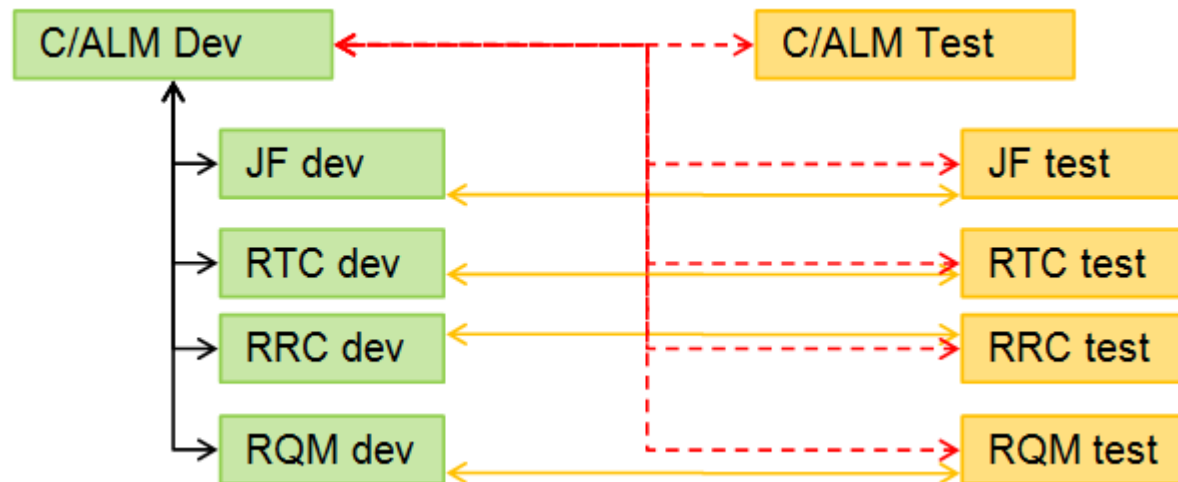 C/ALM Dev
C/ALM Test
JF dev
JF test
RTC dev
RTC test
RRC dev
RRC test
RQM dev
RQM test